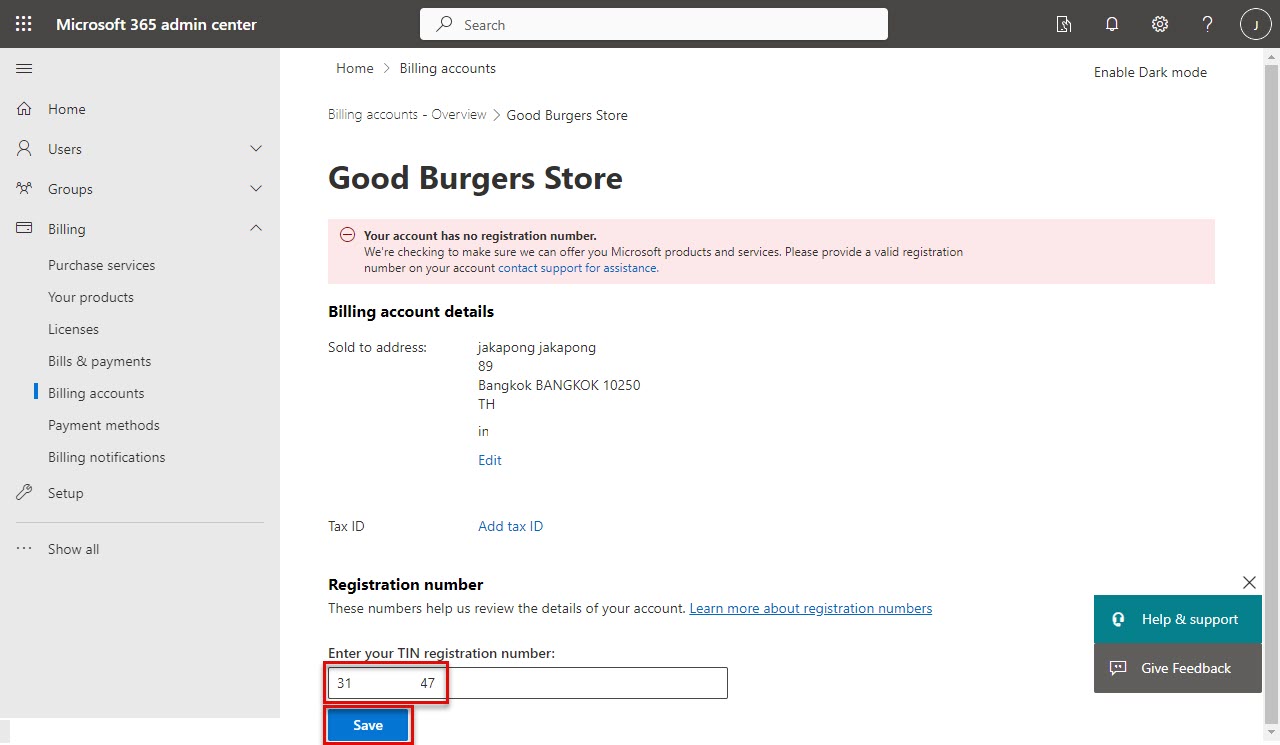 Microsoft 365 admin center
Search
J
Home > Billing accounts
Enable Dark mode
Home
Users
Groups
Billing
Purchase services
Your products
Licenses
Bills & payments
Billing accounts
Payment methods
Billing notifications
Setup
Show all
Billing accounts - Overview > Good Burgers Store
Good Burgers Store
Your account has no registration number.
We're checking to make sure we can offer you Microsoft products and services. Please provide a valid registration
number on your account contact support for assistance.
Billing account details
Sold to address:
jakapong jakapong
89
Bangkok BANGKOK 10250
TH
in
Edit
Tax ID
Add tax ID
Registration number
These numbers help us review the details of your account. Learn more about registration numbers
Enter your TIN registration number:
31 47
Save
Help & support
Give Feedback